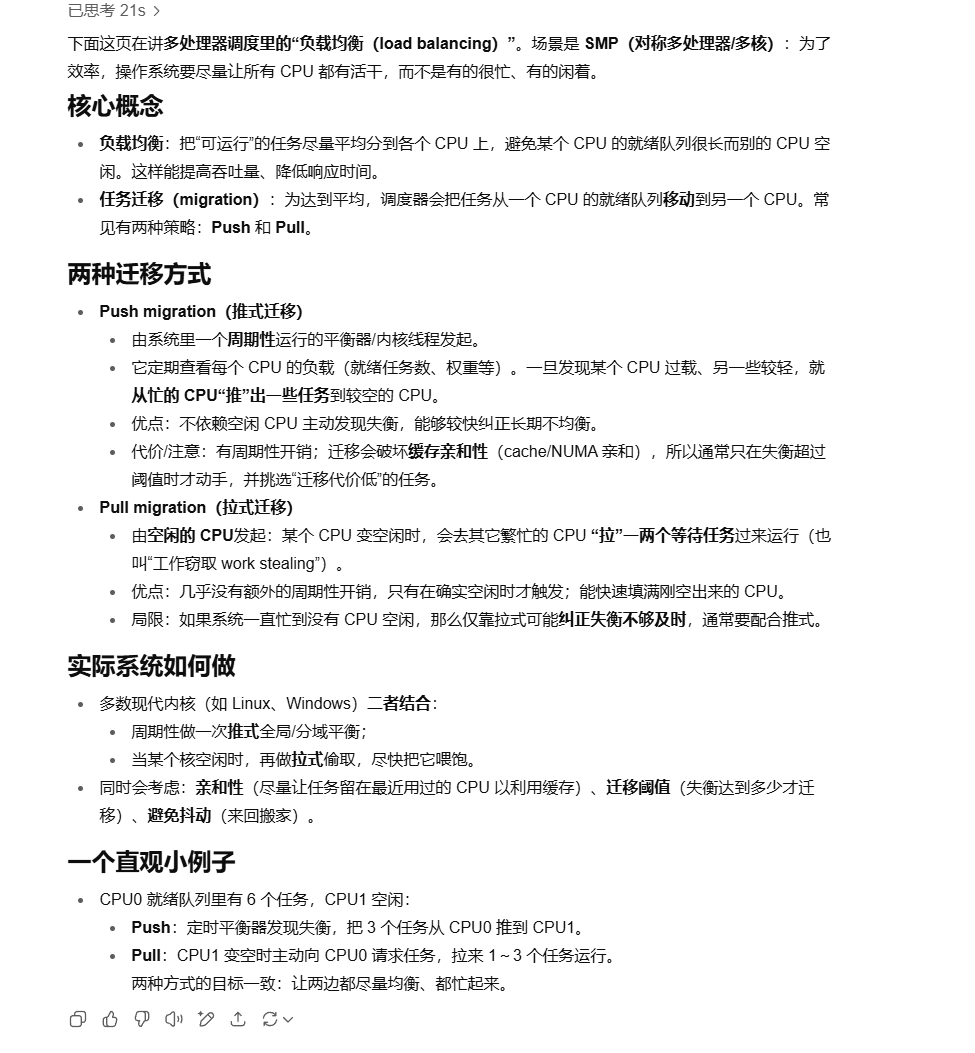 已思考 21s
下面这页在讲多处理器调度里的“负载均衡（load balancing）”。场景是 SMP（对称多处理器/多核）：为了
效率，操作系统要尽量让所有 CPU 都有活干，而不是有的很忙、有的闲着。
核心概念
负载均衡：把“可运行”的任务尽量平均分到各个 CPU 上，避免某个 CPU 的就绪队列很长而别的 CPU 空
闲。这样能提高吞吐量、降低响应时间。
任务迁移（migration）：为达到平均，调度器会把任务从一个 CPU 的就绪队列移动到另一个 CPU。常
见有两种策略：Push 和 Pull。
两种迁移方式
Push migration（推式迁移）
由系统里一个周期性运行的平衡器/内核线程发起。
它定期查看每个 CPU 的负载（就绪任务数、权重等）。一旦发现某个 CPU 过载、另一些较轻，就
从忙的 CPU“推”出一些任务到较空的 CPU。
优点：不依赖空闲 CPU 主动发现失衡，能够较快纠正长期不均衡。
代价/注意：有周期性开销；迁移会破坏缓存亲和性（cache/NUMA 亲和），所以通常只在失衡超过
阈值时才动手，并挑选“迁移代价低”的任务。
Pull migration（拉式迁移）
由空闲的 CPU发起：某个 CPU 变空闲时，会去其它繁忙的 CPU “拉”一两个等待任务过来运行（也
叫“工作窃取 work stealing”）。
优点：几乎没有额外的周期性开销，只有在确实空闲时才触发；能快速填满刚空出来的 CPU。
局限：如果系统一直忙到没有 CPU 空闲，那么仅靠拉式可能纠正失衡不够及时，通常要配合推式。
实际系统如何做
多数现代内核（如 Linux、Windows）二者结合：
周期性做一次推式全局/分域平衡；
当某个核空闲时，再做拉式偷取，尽快把它喂饱。
同时会考虑：亲和性（尽量让任务留在最近用过的 CPU 以利用缓存）、迁移阈值（失衡达到多少才迁
移）、避免抖动（来回搬家）。
一个直观小例子
CPU0 就绪队列里有 6 个任务，CPU1 空闲：
Push：定时平衡器发现失衡，把 3 个任务从 CPU0 推到 CPU1。
Pull：CPU1 变空时主动向 CPU0 请求任务，拉来 1～3 个任务运行。
两种方式的目标一致：让两边都尽量均衡、都忙起来。